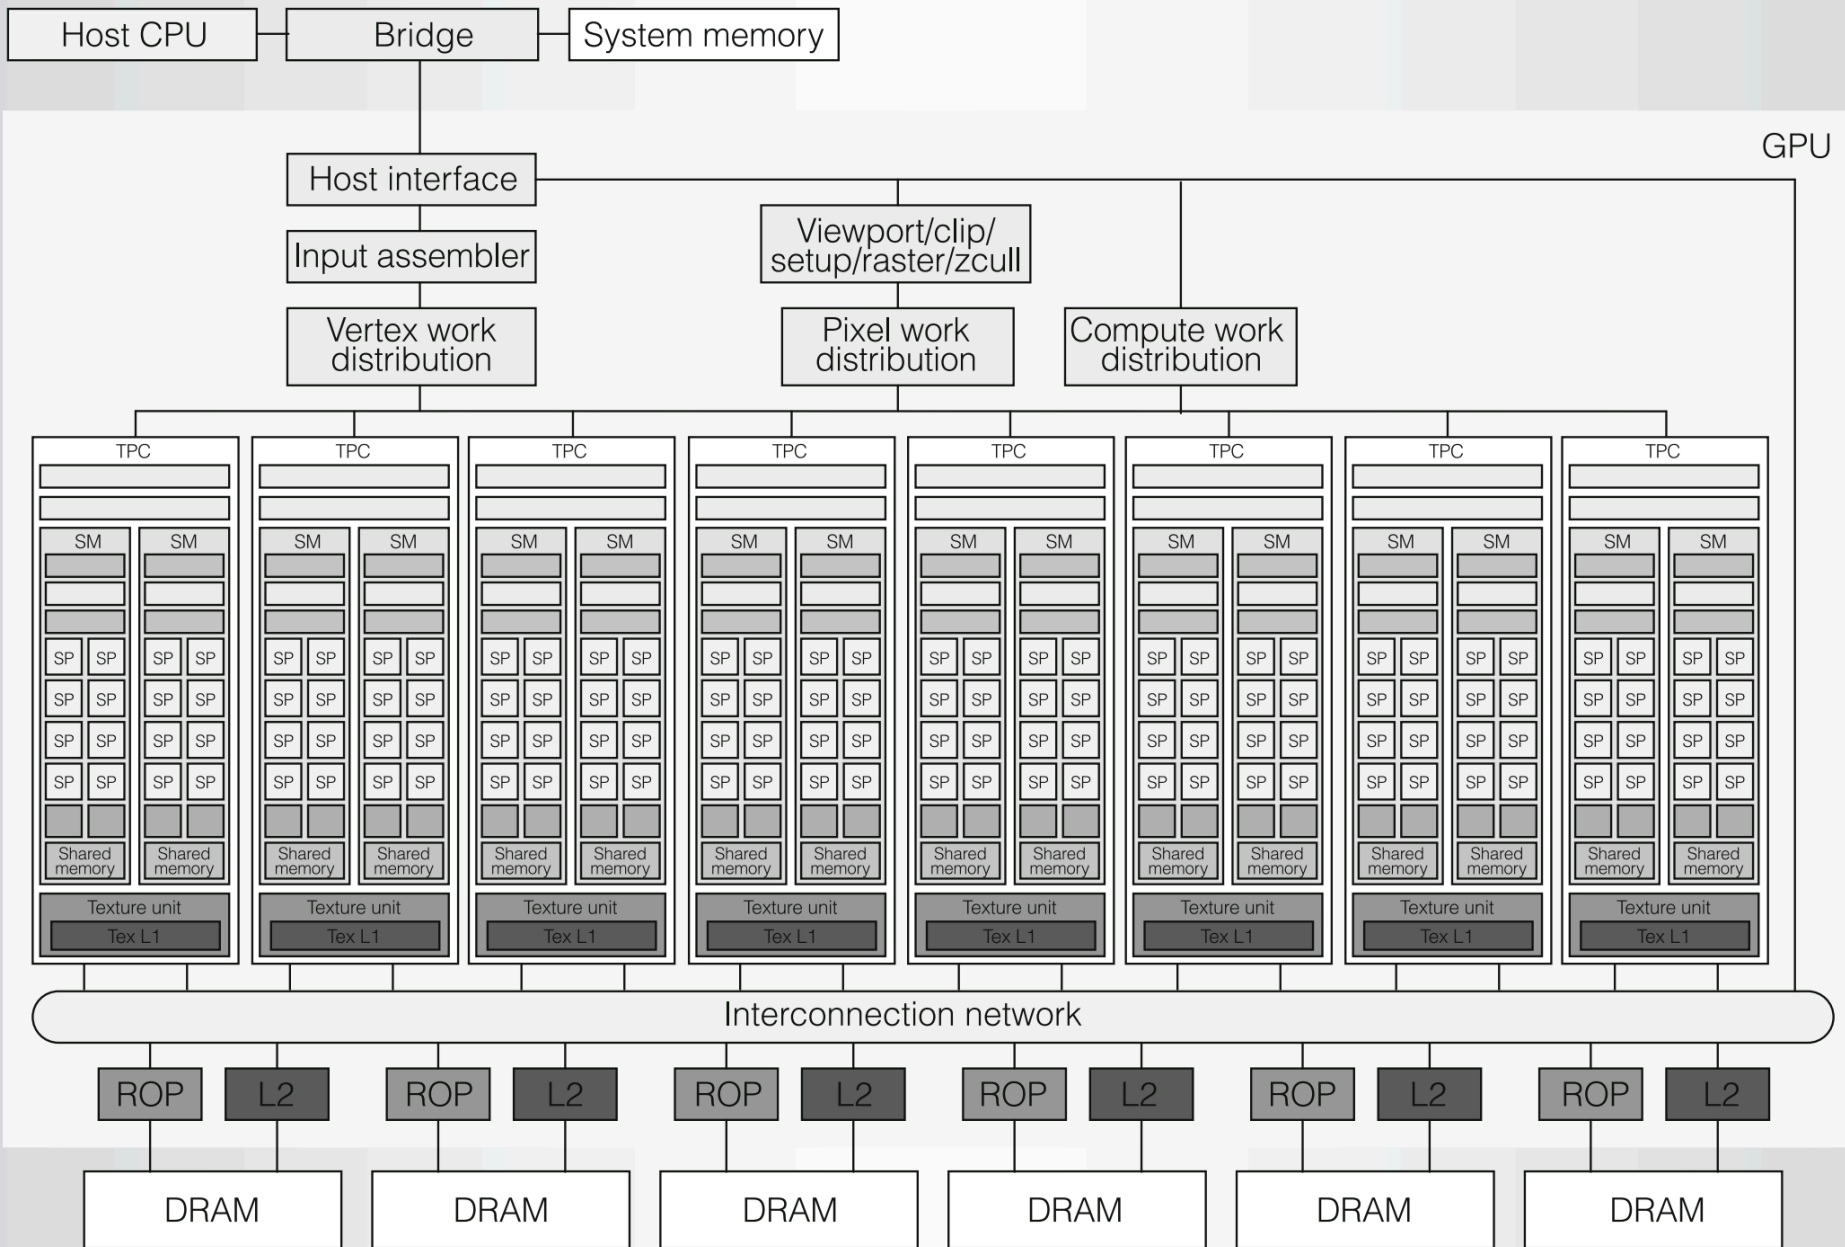 Host CPU
Bridge
System memory
GPU
Host interface
Input assembler
Viewport/clip/
setup/raster/zcull
Vertex work
distribution
Pixel work
distribution
Compute work
distribution
TPC TPC TPC TPC TPC TPC TPC TPC
SM SM SM SM SM SM SM SM SM SM SM SM SM SM SM SM
SP SP SP SP SP SP SP SP SP SP SP SP SP SP SP SP SP SP SP SP SP SP SP SP SP SP SP SP SP SP SP SP
SP SP SP SP SP SP SP SP SP SP SP SP SP SP SP SP SP SP SP SP SP SP SP SP SP SP SP SP SP SP SP SP
SP SP SP SP SP SP SP SP SP SP SP SP SP SP SP SP SP SP SP SP SP SP SP SP SP SP SP SP SP SP SP SP
SP SP SP SP SP SP SP SP SP SP SP SP SP SP SP SP SP SP SP SP SP SP SP SP SP SP SP SP SP SP SP SP
Shared Shared Shared Shared Shared Shared Shared Shared Shared Shared Shared Shared Shared Shared Shared Shared
memory memory memory memory memory memory memory memory memory memory memory memory memory memory memory memory
Texture unit Texture unit Texture unit Texture unit Texture unit Texture unit Texture unit Texture unit
Tex L1 Tex L1 Tex L1 Tex L1 Tex L1 Tex L1 Tex L1 Tex L1
Interconnection network
ROP L2 ROP L2 ROP L2 ROP L2 ROP L2 ROP L2
DRAM DRAM DRAM DRAM DRAM DRAM